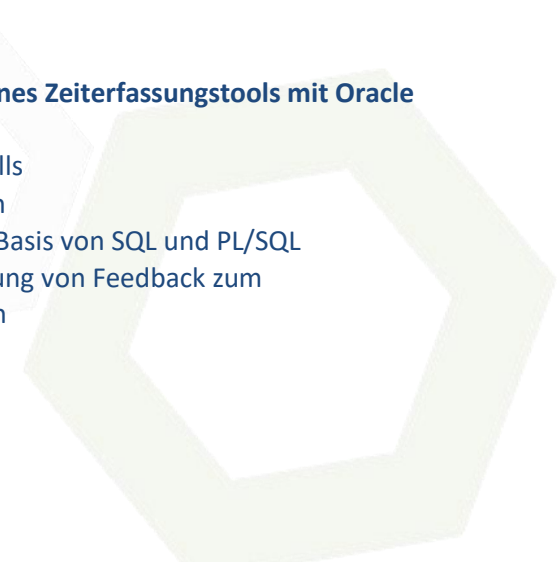 nes Zeiterfassungstools mit Oracle
lls
n
Basis von SQL und PL/SQL
ung von Feedback zum
n